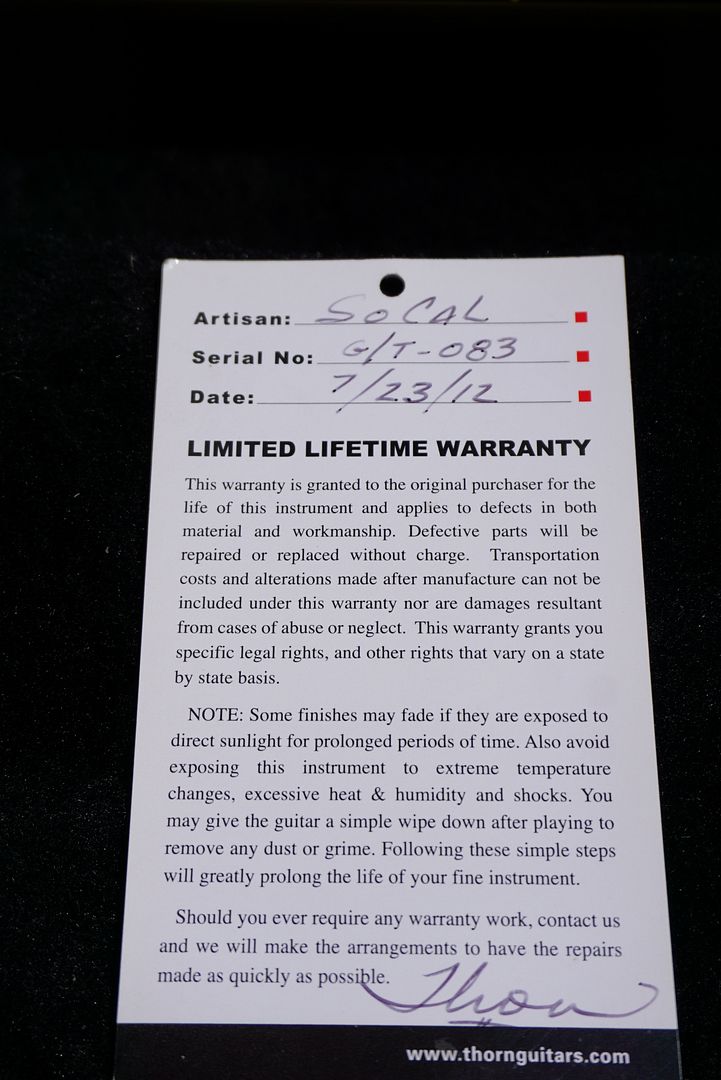 Artisan: SoCAL
Serial No: G/T-083
Date: 7/23/12
LIMITED LIFETIME WARRANTY
This warranty is granted to the original purchaser for the
life of this instrument and applies to defects in both
material and workmanship. Defective parts will be
repaired or replaced without charge. Transportation
costs and alterations made after manufacture can not be
included under this warranty nor are damages resultant
from cases of abuse or neglect. This warranty grants you
specific legal rights, and other rights that vary on a state
by state basis.
NOTE: Some finishes may fade if they are exposed to
direct sunlight for prolonged periods of time. Also avoid
exposing this instrument to extreme temperature
changes, excessive heat & humidity and shocks. You
may give the guitar a simple wipe down after playing to
remove any dust or grime. Following these simple steps
will greatly prolong the life of your fine instrument.
Should you ever require any warranty work, contact us
and we will make the arrangements to have the repairs
made as quickly as possible.
Thorn
www.thornguitars.com